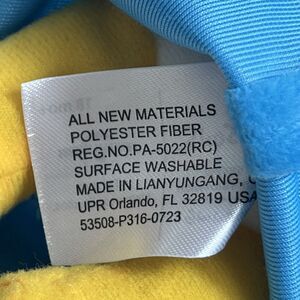 ALL NEW MATERIALS
POLYESTER FIBER
REG.NO.PA-5022(RC)
SURFACE WASHABLE
MADE IN LIANYUNGANG, C
UPR Orlando, FL 32819 USA
53508-P316-0723